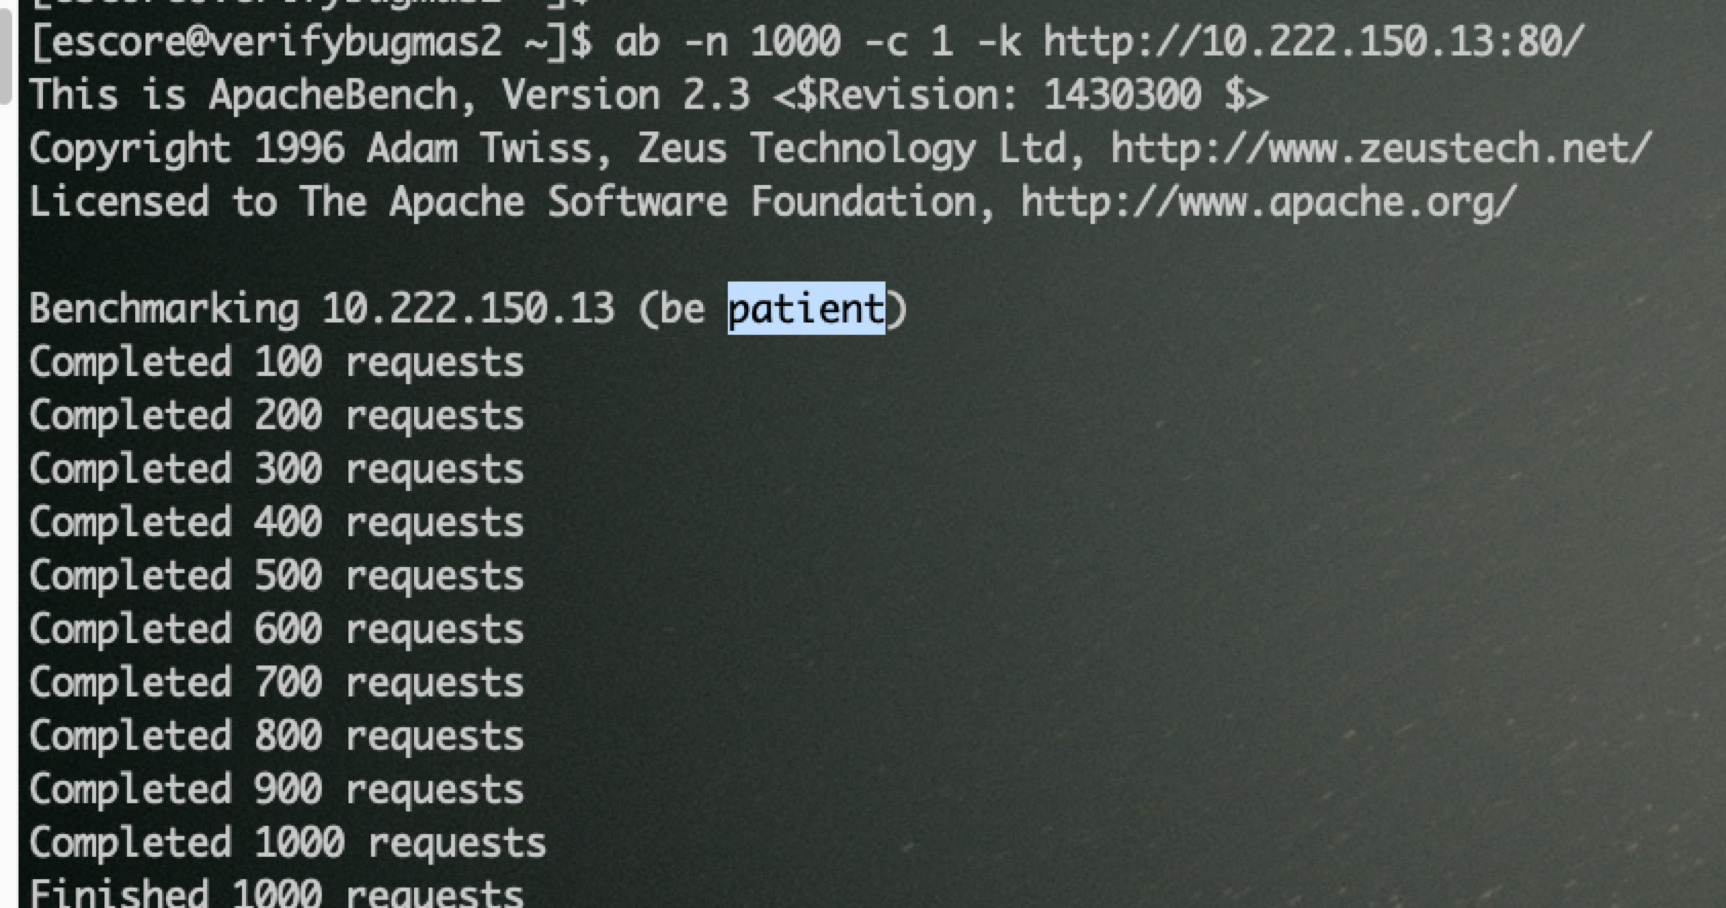 [escore@verifybugmas2 ~]$
[escore@verifybugmas2 ~]$ ab -n 1000 -c 1 -k http://10.222.150.13:80/
This is ApacheBench, Version 2.3 <$Revision: 1430300 $>
Copyright 1996 Adam Twiss, Zeus Technology Ltd, http://www.zeustech.net/
Licensed to The Apache Software Foundation, http://www.apache.org/
Benchmarking 10.222.150.13 (be patient)
Completed 100 requests
Completed 200 requests
Completed 300 requests
Completed 400 requests
Completed 500 requests
Completed 600 requests
Completed 700 requests
Completed 800 requests
Completed 900 requests
Completed 1000 requests
Finished 1000 requests